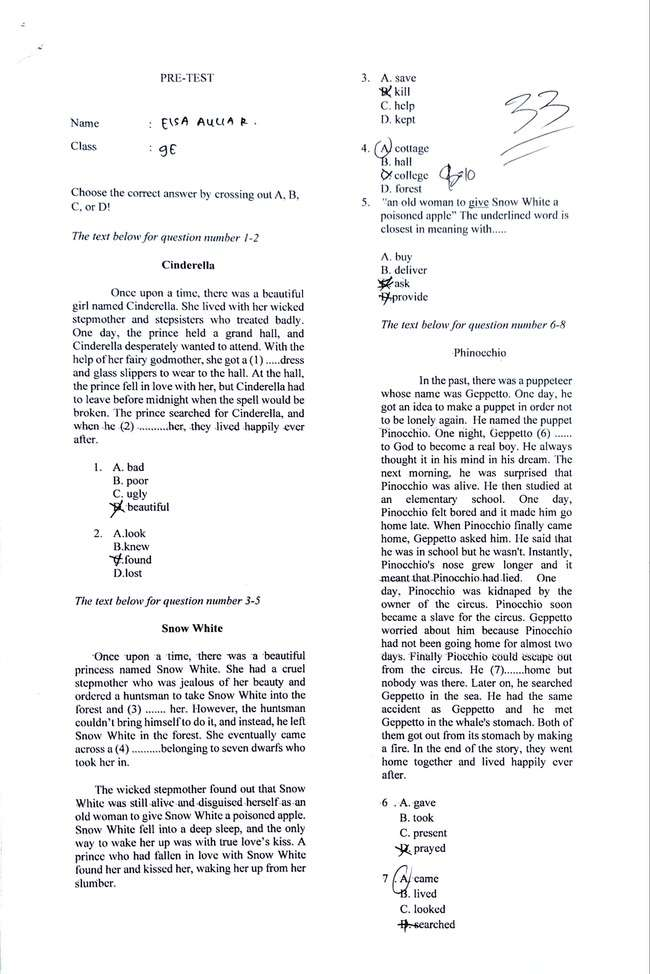 PRE-TEST
Name : ElSA AULIA R.
Class : 9E
Choose the correct answer by crossing out A, B,
C, or D!
The text below for question number 1-2
Cinderella
Once upon a time, there was a beautiful
girl named Cinderella. She lived with her wicked
stepmother and stepsisters who treated badly.
One day, the prince held a grand hall, and
Cinderella desperately wanted to attend. With the
help of her fairy godmother, she got a (1) .....dress
and glass slippers to wear to the hall. At the hall,
the prince fell in love with her, but Cinderella had
to leave before midnight when the spell would be
broken. The prince searched for Cinderella, and
when he (2) ..........her, they lived happily ever
after.
1. A. bad
B. poor
C. ugly
D. beautiful
2. A.look
B.knew
C.found
D.lost
The text below for question number 3-5
Snow White
Once upon a time, there was a beautiful
princess named Snow White. She had a cruel
stepmother who was jealous of her beauty and
ordered a huntsman to take Snow White into the
forest and (3) ....... her. However, the huntsman
couldn't bring himself to do it, and instead, he left
Snow White in the forest. She eventually came
across a (4) ..........belonging to seven dwarfs who
took her in.
The wicked stepmother found out that Snow
White was still alive and disguised herself as an
old woman to give Snow White a poisoned apple.
Snow White fell into a deep sleep, and the only
way to wake her up was with true love's kiss. A
prince who had fallen in love with Snow White
found her and kissed her, waking her up from her
slumber.
3. A. save
B. kill
C. help
D. kept
33
4. A. cottage
B. hall
C. college
D. forest
5. "an old woman to give Snow White a
poisoned apple" The underlined word is
closest in meaning with.....
A. buy
B. deliver
C. ask
D. provide
The text below for question number 6-8
Phinocchio
In the past, there was a puppeteer
whose name was Geppetto. One day, he
got an idea to make a puppet in order not
to be lonely again. He named the puppet
Pinocchio. One night, Geppetto (6) ......
to God to become a real boy. He always
thought it in his mind in his dream. The
next morning, he was surprised that
Pinocchio was alive. He then studied at
an elementary school. One day,
Pinocchio felt bored and it made him go
home late. When Pinocchio finally came
home, Geppetto asked him. He said that
he was in school but he wasn't. Instantly,
Pinocchio's nose grew longer and it
meant that Pinocchio had lied. One
day, Pinocchio was kidnaped by the
owner of the circus. Pinocchio soon
became a slave for the circus. Geppetto
worried about him because Pinocchio
had not been going home for almost two
days. Finally Piocchio could escape out
from the circus. He (7).......home but
nobody was there. Later on, he searched
Geppetto in the sea. He had the same
accident as Geppetto and he met
Geppetto in the whale's stomach. Both of
them got out from its stomach by making
a fire. In the end of the story, they went
home together and lived happily ever
after.
6 . A. gave
B. took
C. present
D. prayed
7 . A. came
B. lived
C. looked
D. searched